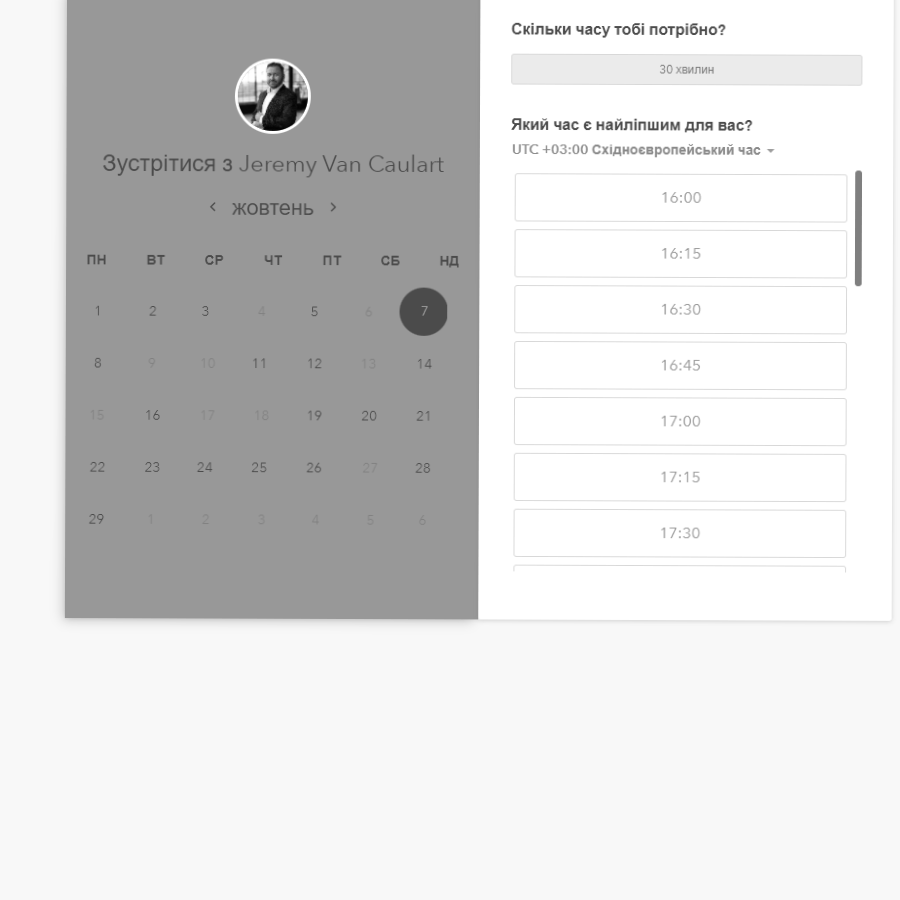 Зустрітися з Jeremy Van Caulart
жовтень
ПН ВТ СР ЧТ ПТ СБ НД
1 2 3 4 5 6 7
8 9 10 11 12 13 14
15 16 17 18 19 20 21
22 23 24 25 26 27 28
29 1 2 3 4 5 6
Скільки часу тобі потрібно?
30 хвилин
Який час є найліпшим для вас?
UTC +03:00 Східноєвропейський час
16:00
16:15
16:30
16:45
17:00
17:15
17:30